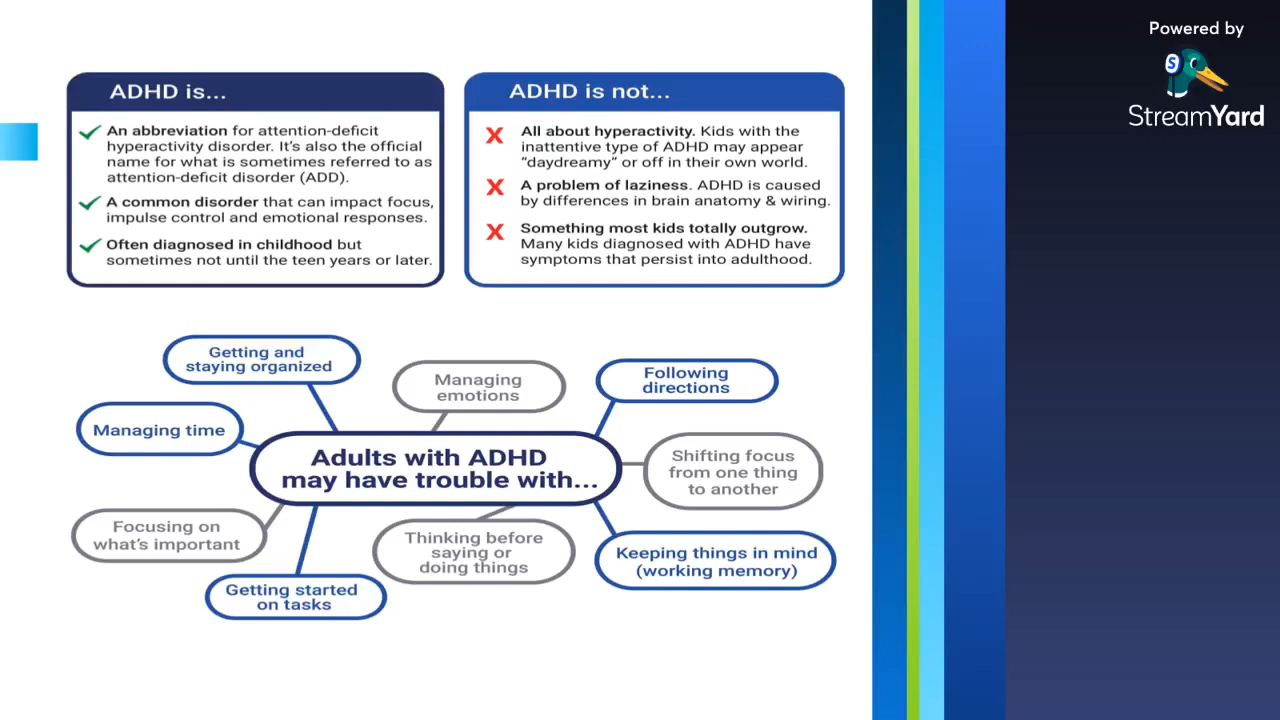 Powered by
StreamYard
ADHD is...
An abbreviation for attention-deficit
hyperactivity disorder. It's also the official
name for what is sometimes referred to as
attention-deficit disorder (ADD).
A common disorder that can impact focus,
impulse control and emotional responses.
Often diagnosed in childhood but
sometimes not until the teen years or later.
ADHD is not...
All about hyperactivity. Kids with the
inattentive type of ADHD may appear
"daydreamy" or off in their own world.
A problem of laziness. ADHD is caused
by differences in brain anatomy & wiring.
Something most kids totally outgrow.
Many kids diagnosed with ADHD have
symptoms that persist into adulthood.
Getting and
staying organized
Managing
emotions
Following
directions
Managing time
Adults with ADHD
may have trouble with...
Shifting focus
from one thing
to another
Focusing on
what's important
Thinking before
saying or
doing things
Keeping things in mind
(working memory)
Getting started
on tasks